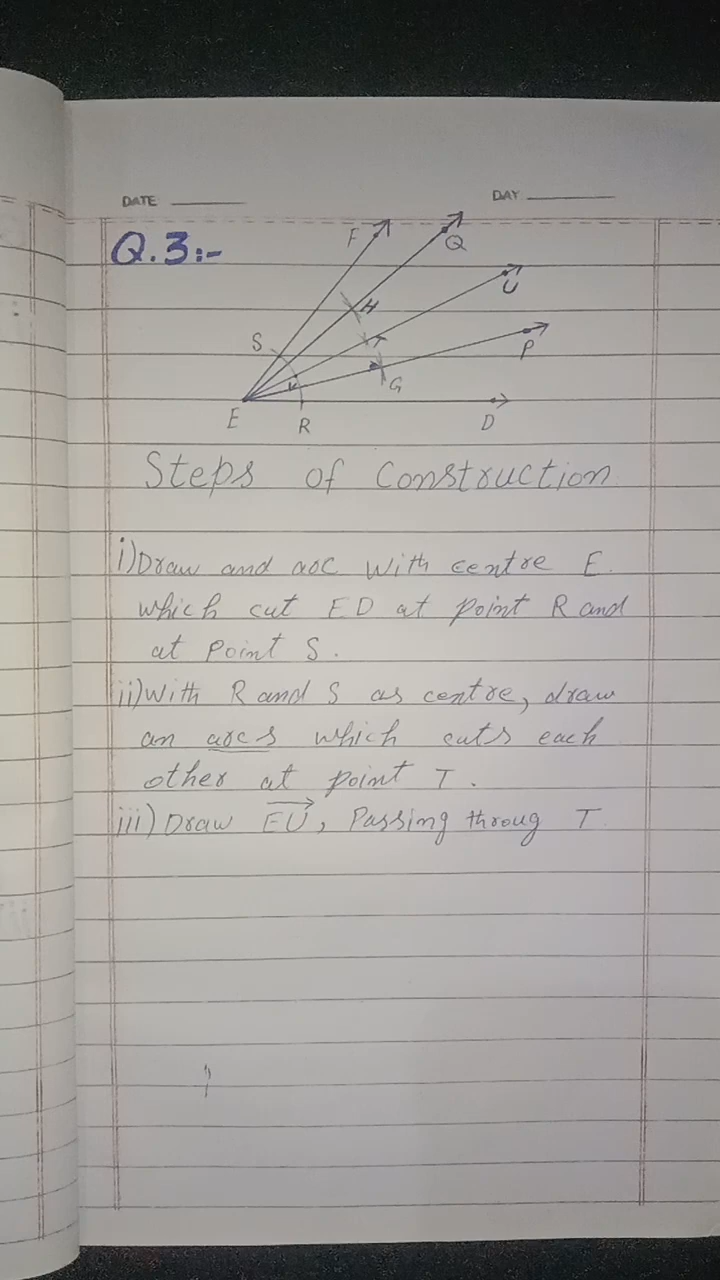 DATE
DAY
Q.3:-
F
Q
U
H
S
T
P
V
G
E
R
D
Steps of Construction
i) Draw and arc with centre E.
which cut ED at point R and
at point S.
ii) With R and S as centre, draw
an arcs which cuts each
other at point T.
iii) Draw EU, Passing throug T